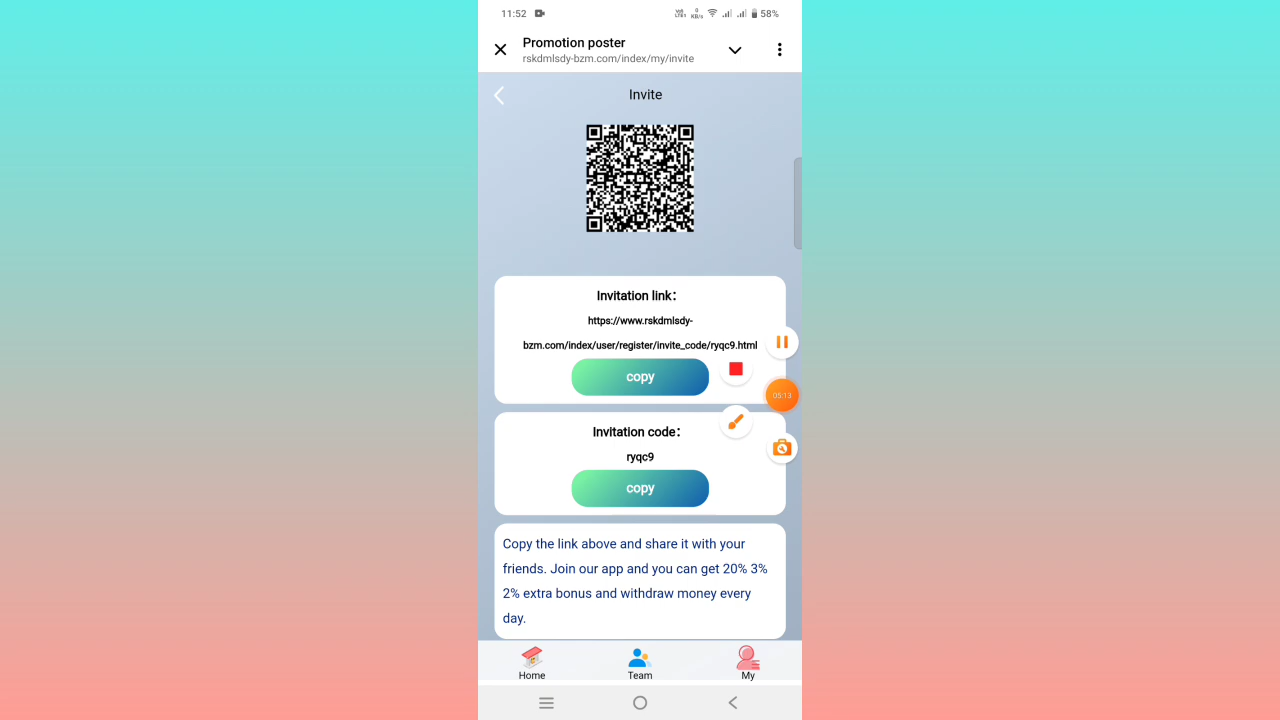 11:52
58%
Promotion poster
rskdmlsdy-bzm.com/index/my/invite
Invite
Invitation link：
https://www.rskdmlsdy-
bzm.com/index/user/register/invite_code/ryqc9.html
copy
05:13
Invitation code：
ryqc9
copy
Copy the link above and share it with your
friends. Join our app and you can get 20% 3%
2% extra bonus and withdraw money every
day.
Home
Team
My